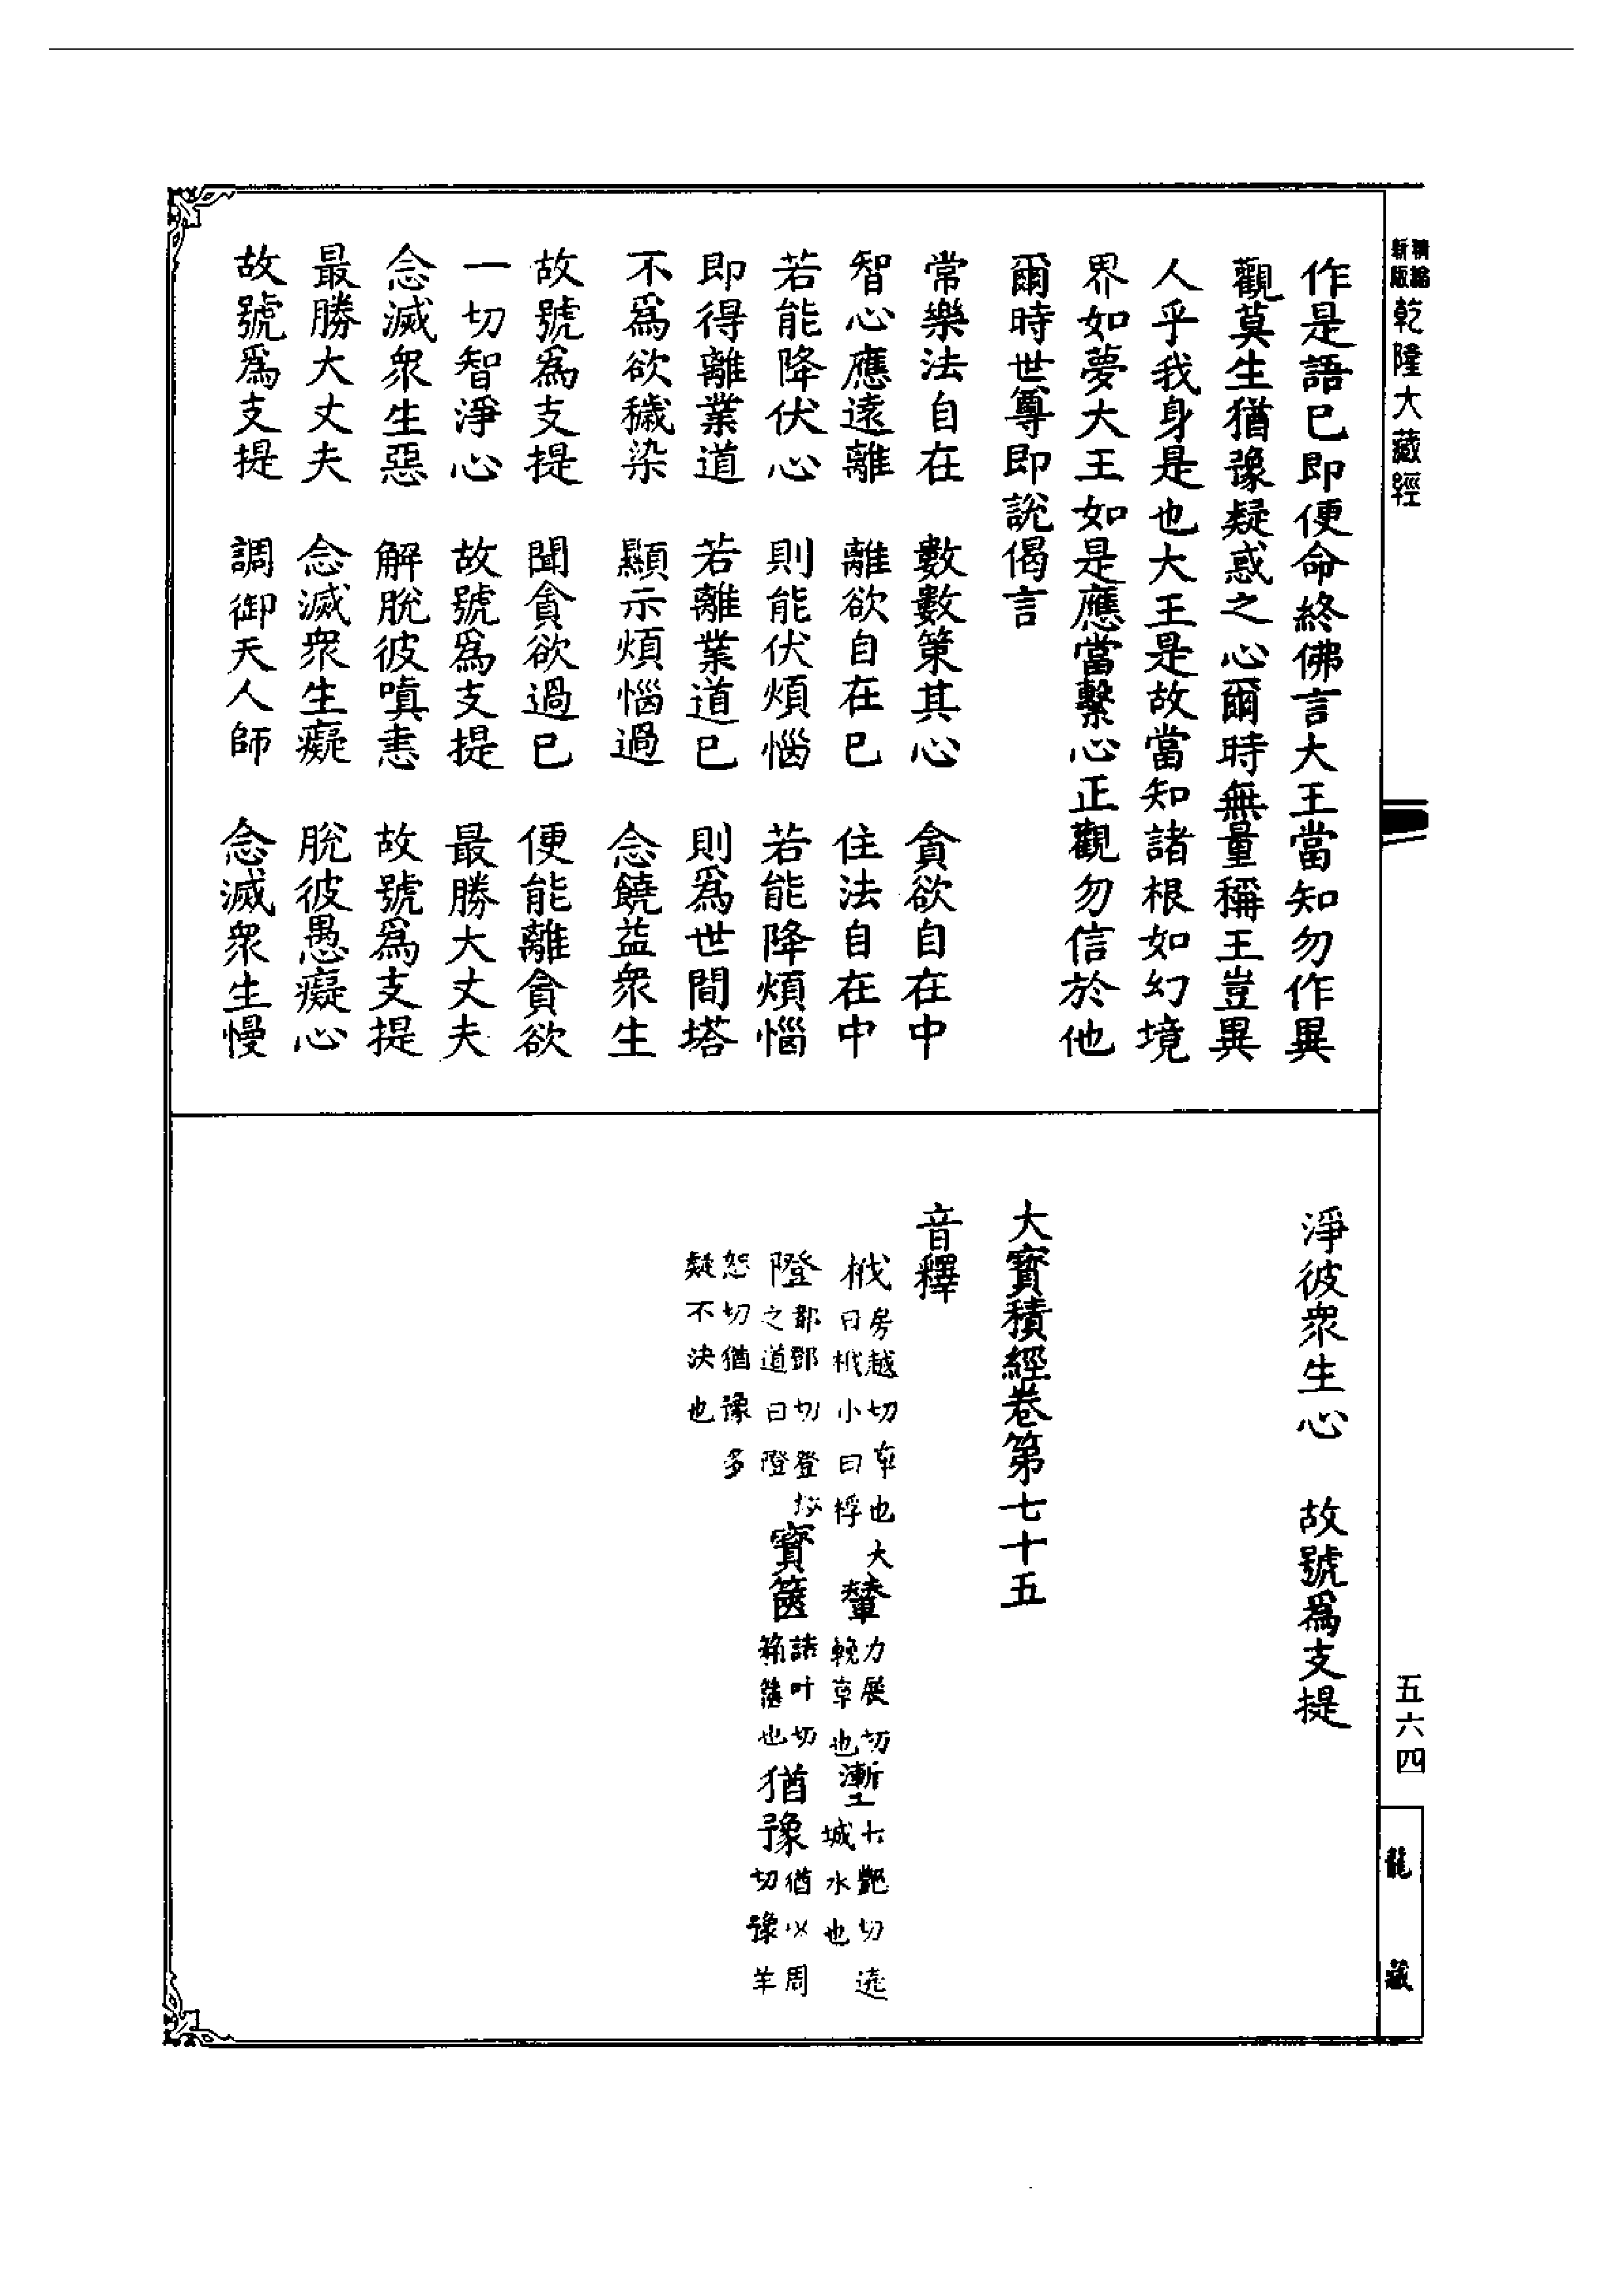 精縮
新版
乾隆大藏經
作是語已即便命終佛言大王當知勿作異
觀莫生猶豫疑惑之心爾時無量稱王豈異
人乎我身是也大王是故當知諸根如幻境
界如夢大王如是應當繫心正觀勿信於他
爾時世尊即說偈言
常樂法自在　數數策其心　貪欲自在中
智心應遠離　離欲自在已　住法自在中
若能降伏心　則能伏煩惱　若能降煩惱
即得離業道　若離業道已　則爲世間塔
不爲欲穢染　顯示煩惱過　念饒益衆生
故號爲支提　聞貪欲過已　便能離貪欲
一切智淨心　故號爲支提　最勝大丈夫
念滅衆生惡　解脫彼嗔恚　故號爲支提
最勝大丈夫　念滅衆生癡　脫彼愚癡心
故號爲支提　調御天人師　念滅衆生慢
淨彼衆生心　故號爲支提
大寶積經卷第七十五
音釋
栰房越切䇭也大曰栰小曰桴　輦力展切輓車也　塹七艷切遶城水也
隥都鄧切登坂之道曰隥　寶篋詰叶切箱篋也　猶豫猶以周切豫羊
恕切猶豫多疑不決也
五六四
龍藏